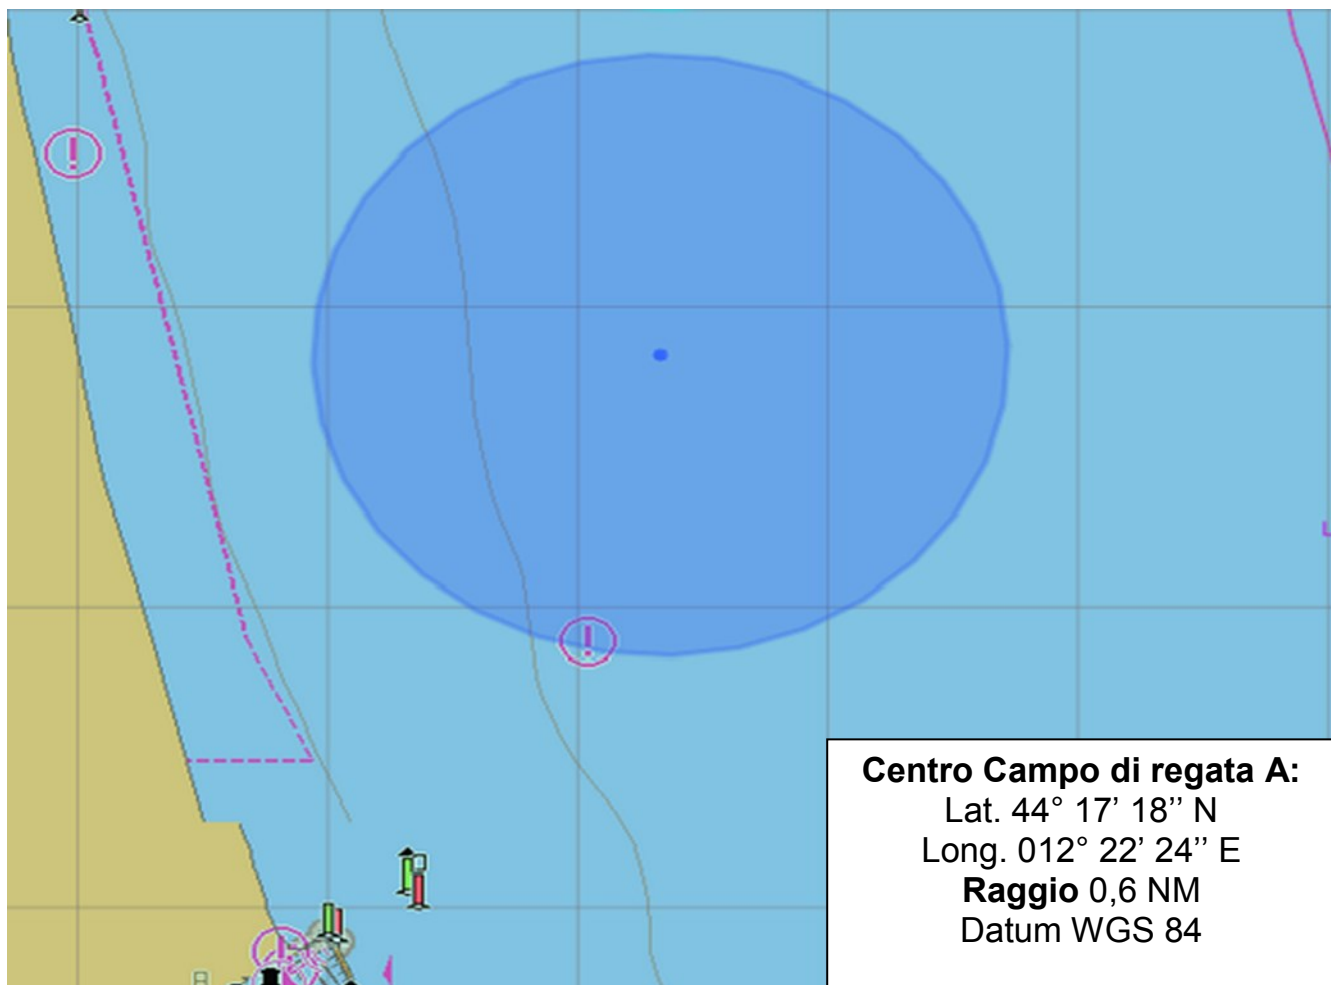 Centro Campo di regata A:
Lat. 44° 17’ 18’’ N
Long. 012° 22’ 24’’ E
Raggio 0,6 NM
Datum WGS 84